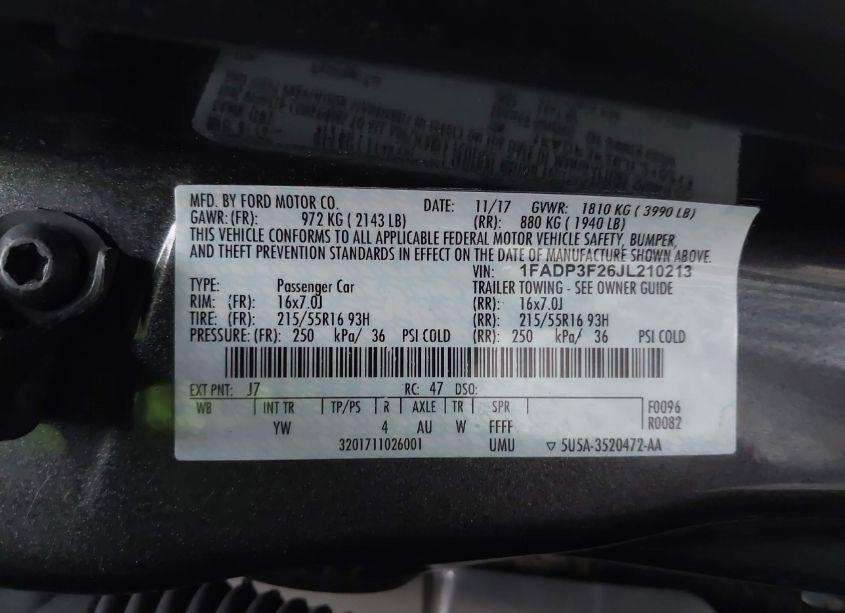 MFD. BY FORD MOTOR CO. DATE: 11/17 GVWR: 1810 KG ( 3990 LB)
GAWR: (FR): 972 KG ( 2143 LB) (RR): 880 KG ( 1940 LB)
THIS VEHICLE CONFORMS TO ALL APPLICABLE FEDERAL MOTOR VEHICLE SAFETY, BUMPER,
AND THEFT PREVENTION STANDARDS IN EFFECT ON THE DATE OF MANUFACTURE SHOWN ABOVE.
VIN: 1FADP3F26JL210213
TYPE: Passenger Car TRAILER TOWING - SEE OWNER GUIDE
RIM: (FR): 16x7.0J (RR): 16x7.0J
TIRE: (FR): 215/55R16 93H (RR): 215/55R16 93H
PRESSURE: (FR): 250 kPa/ 36 PSI COLD (RR): 250 kPa/ 36 PSI COLD
EXT PNT: J7 RC: 47 DSO:
WB INT TR TP/PS R AXLE TR SPR F0096
YW 4 AU W FFFF R0082
3201711026001 UMU ▽ 5U5A-3520472-AA